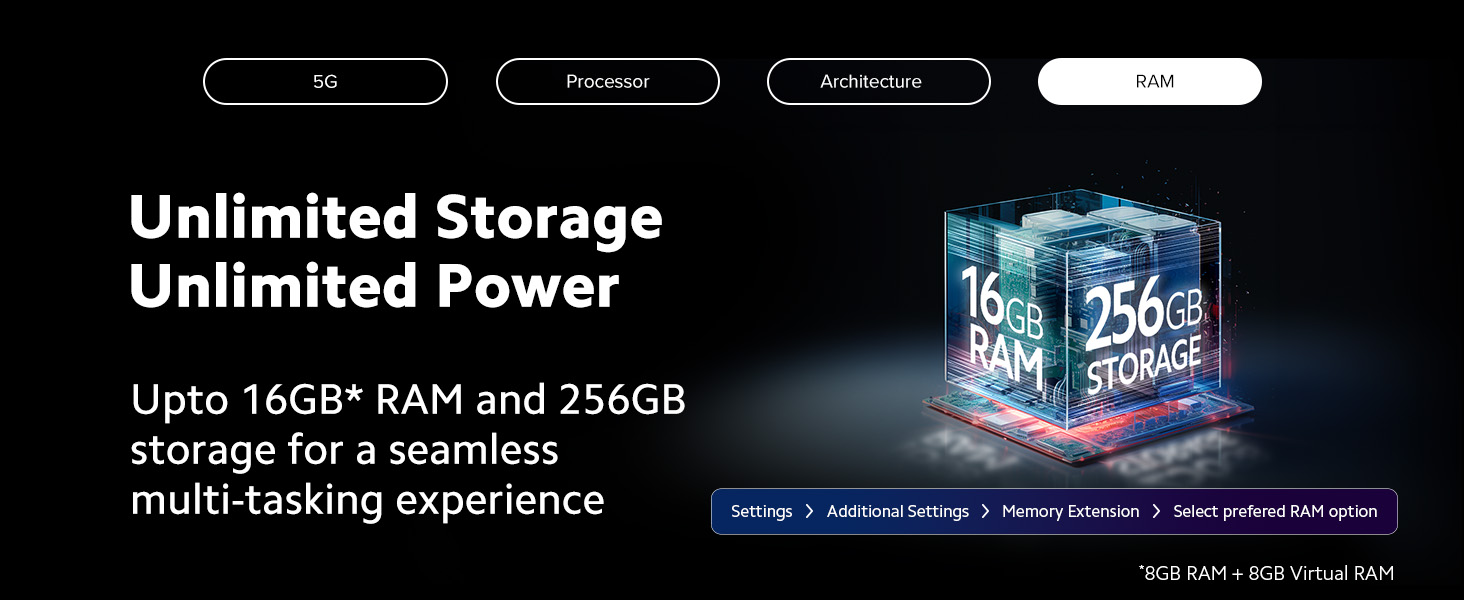 5G
Processor
Architecture
RAM
Unlimited Storage
Unlimited Power
Upto 16GB* RAM and 256GB
storage for a seamless
multi-tasking experience
16GB
RAM
256GB
STORAGE
Settings > Additional Settings > Memory Extension > Select prefered RAM option
*8GB RAM + 8GB Virtual RAM